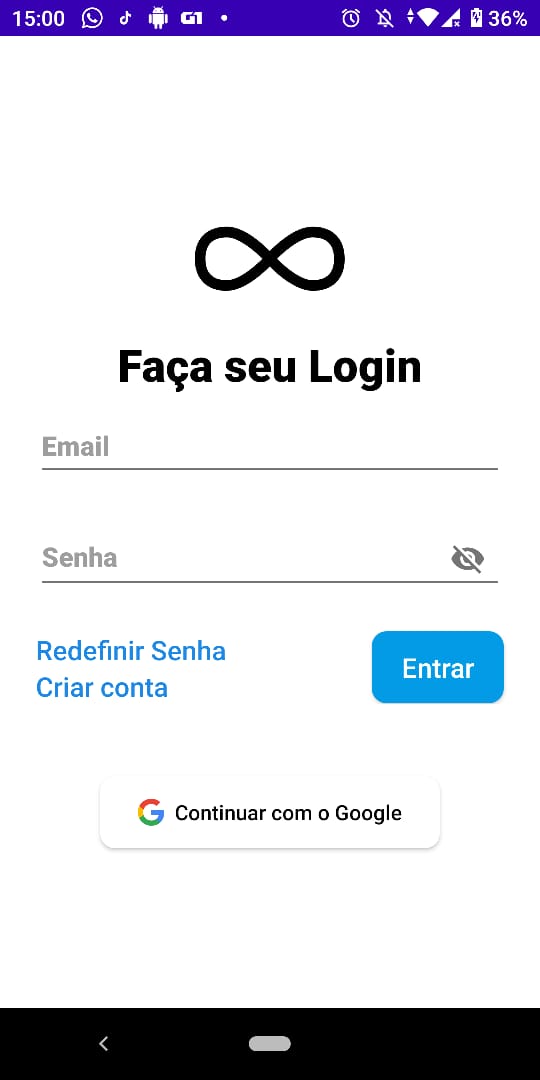 15:00 G1 36%
Faça seu Login
Email
Senha
Redefinir Senha
Entrar
Criar conta
Continuar com o Google